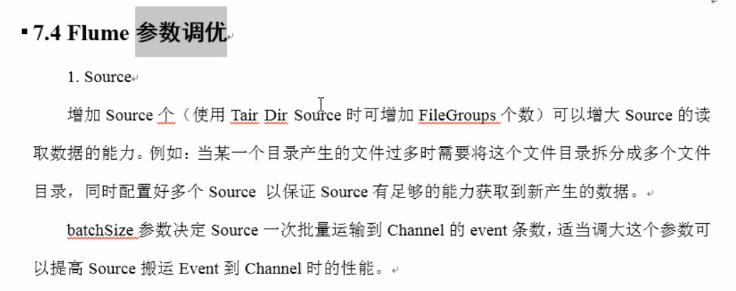 7.4 Flume 参数调优
1. Source
增加 Source 个（使用 Tair Dir Source 时可增加 FileGroups 个数）可以增大 Source 的读
取数据的能力。例如：当某一个目录产生的文件过多时需要将这个文件目录拆分成多个文件
目录，同时配置好多个 Source 以保证 Source 有足够的能力获取到新产生的数据。
batchSize 参数决定 Source 一次批量运输到 Channel 的 event 条数，适当调大这个参数可
以提高 Source 搬运 Event 到 Channel 时的性能。